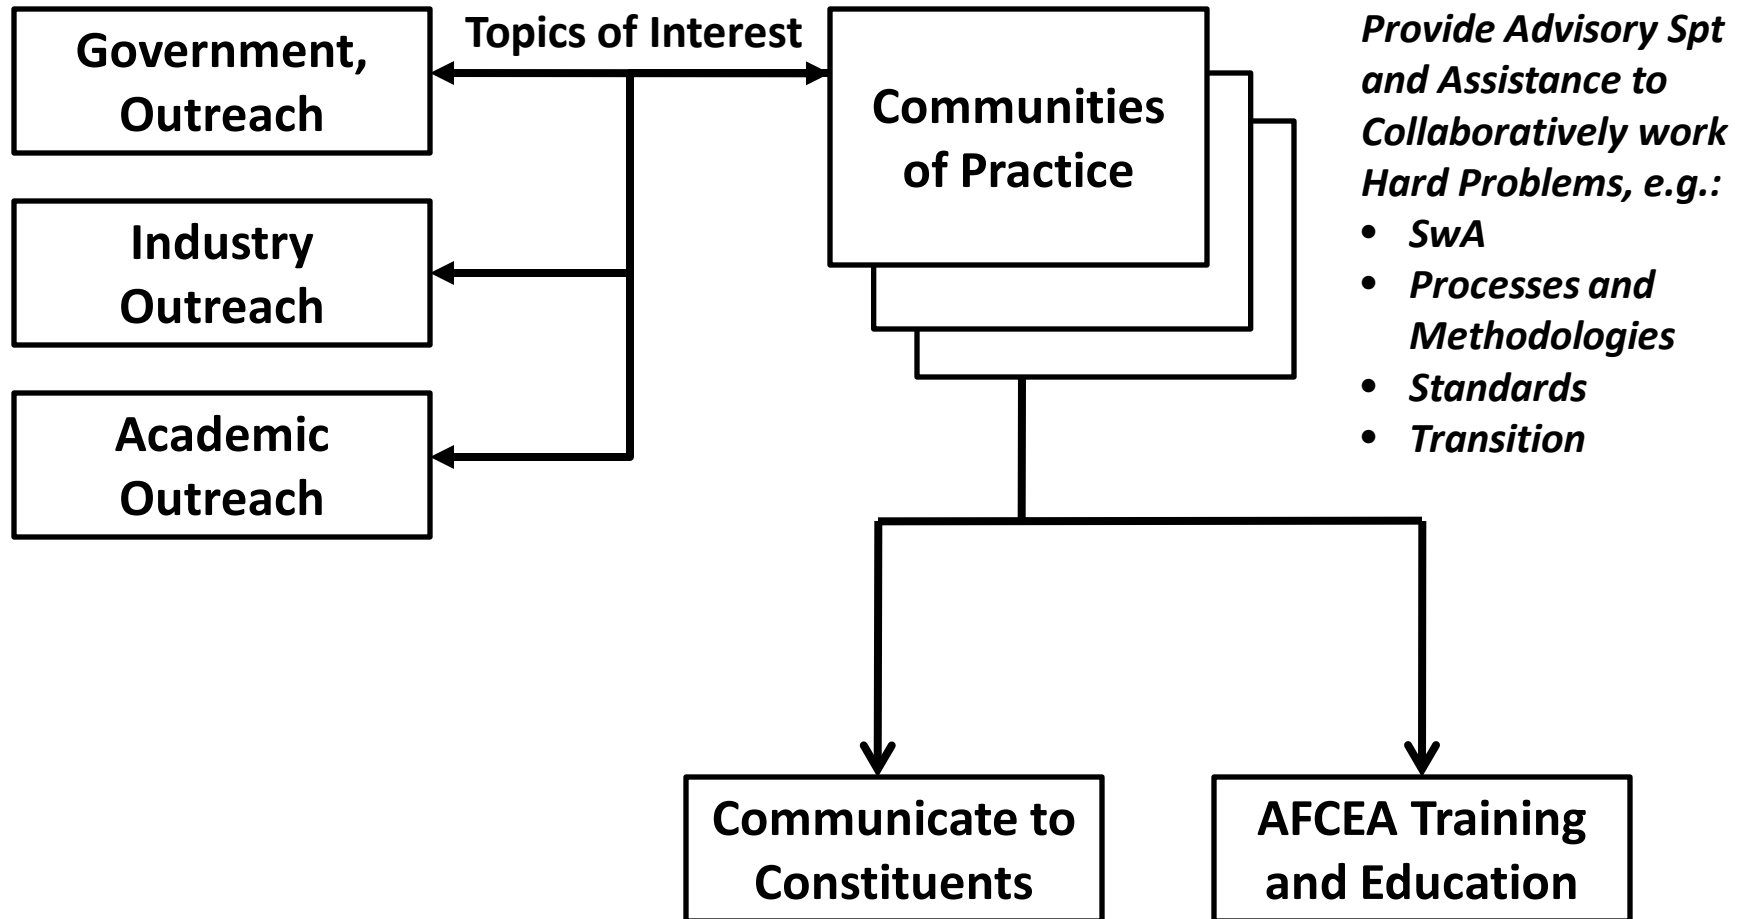 Government,
Outreach
Topics of Interest
Communities
of Practice
Provide Advisory Spt
and Assistance to
Collaboratively work
Hard Problems, e.g.:
• SwA
• Processes and
Methodologies
• Standards
• Transition
Industry
Outreach
Academic
Outreach
Communicate to
Constituents
AFCEA Training
and Education